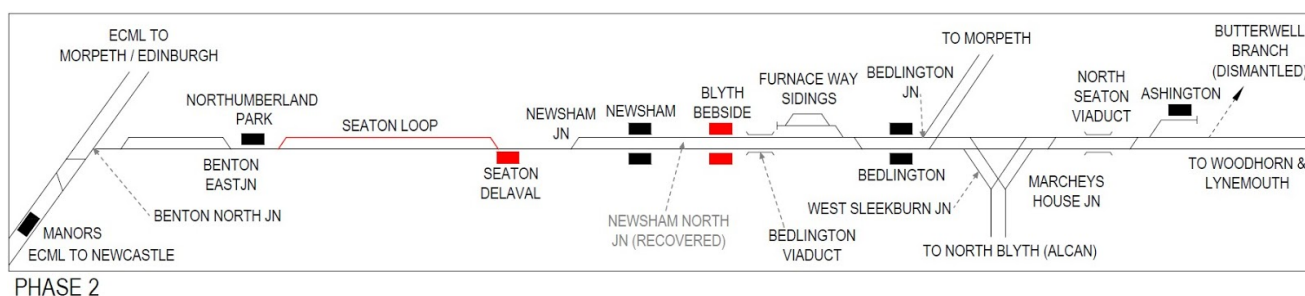 ECML TO
MORPETH / EDINBURGH
NORTHUMBERLAND
PARK
SEATON LOOP
NEWSHAM
JN
NEWSHAM
BLYTH
BEBSIDE
FURNACE WAY
SIDINGS
BEDLINGTON
JN
TO MORPETH
NORTH
SEATON
VIADUCT
ASHINGTON
BUTTERWELL
BRANCH
(DISMANTLED)
BENTON
EASTJN
SEATON
DELAVAL
BENTON NORTH JN
MANORS
ECML TO NEWCASTLE
NEWSHAM NORTH
JN (RECOVERED)
BEDLINGTON
VIADUCT
BEDLINGTON
WEST SLEEKBURN JN
MARCHEYS
HOUSE JN
TO WOODHORN &
LYNEMOUTH
TO NORTH BLYTH (ALCAN)
PHASE 2